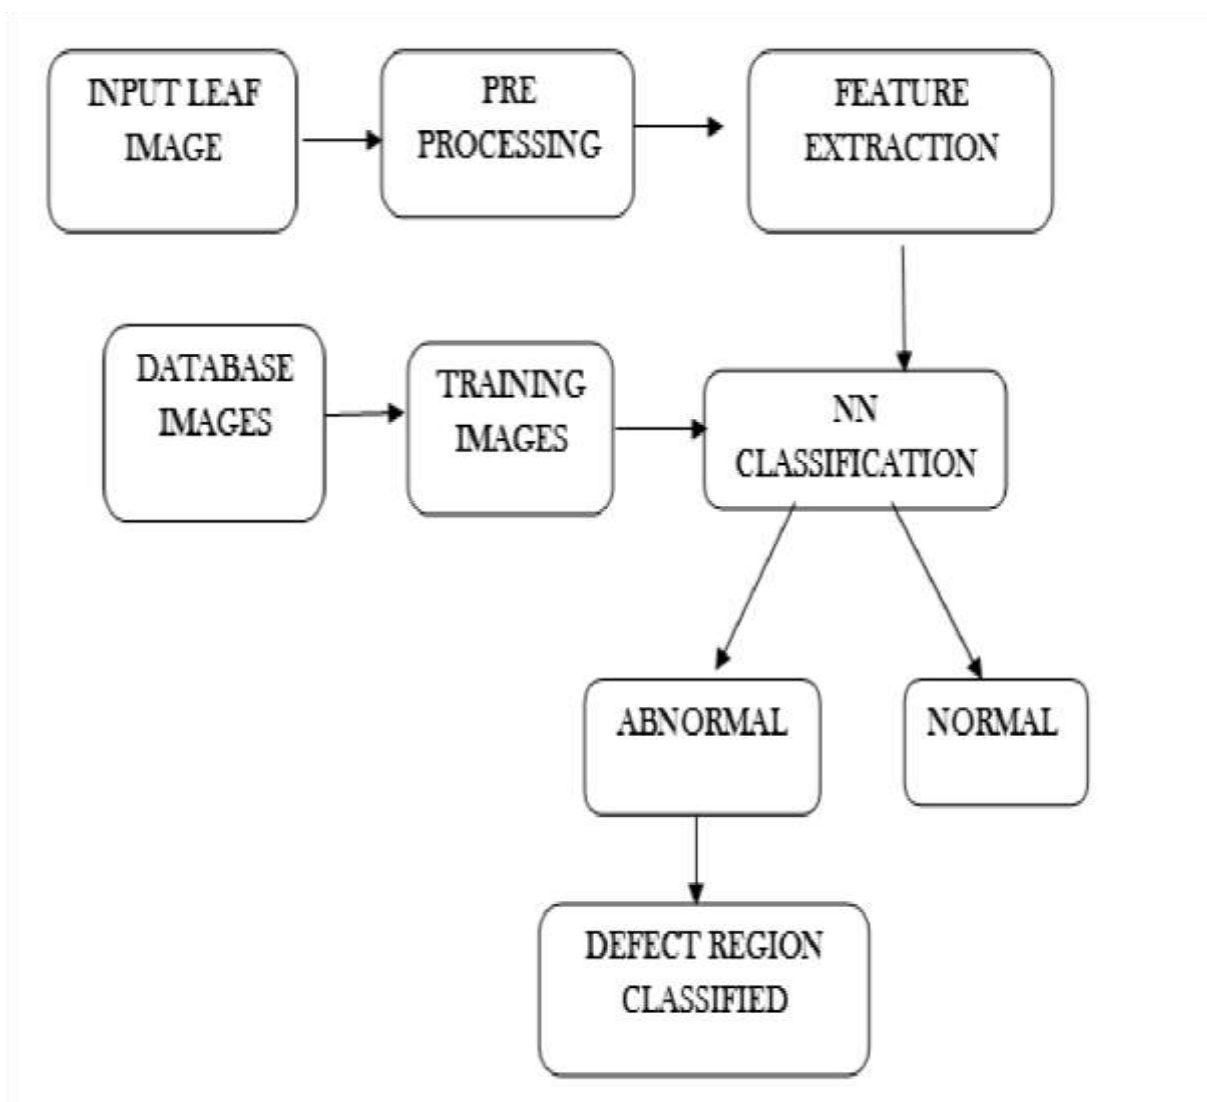 INPUT LEAF
IMAGE
PRE
PROCESSING
FEATURE
EXTRACTION
DATABASE
IMAGES
TRAINING
IMAGES
NN
CLASSIFICATION
ABNORMAL
NORMAL
DEFECT REGION
CLASSIFIED